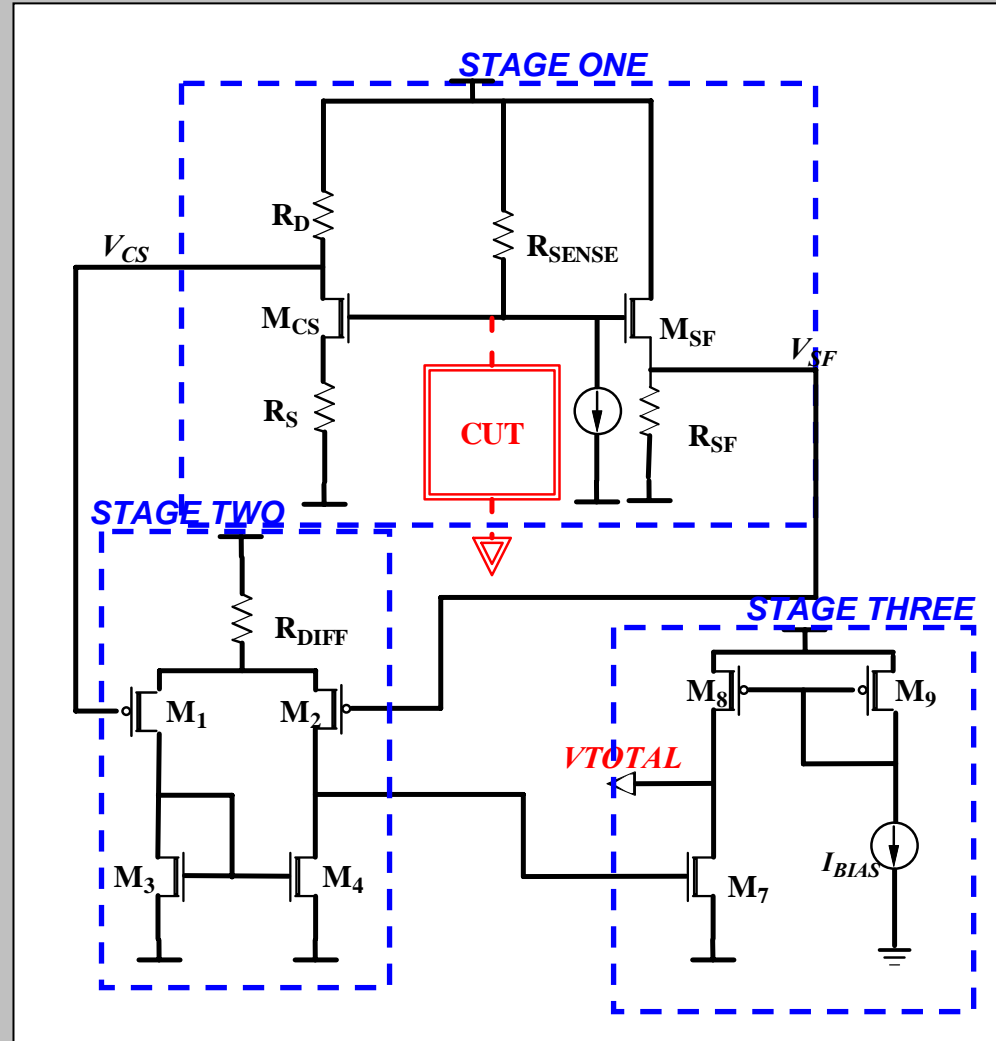 STAGE ONE
R_D
R_SENSE
V_CS
M_CS
M_SF
V_SF
R_S
CUT
R_SF
STAGE TWO
R_DIFF
STAGE THREE
M_1
M_2
M_8
M_9
VTOTAL
M_3
M_4
M_7
I_BIAS